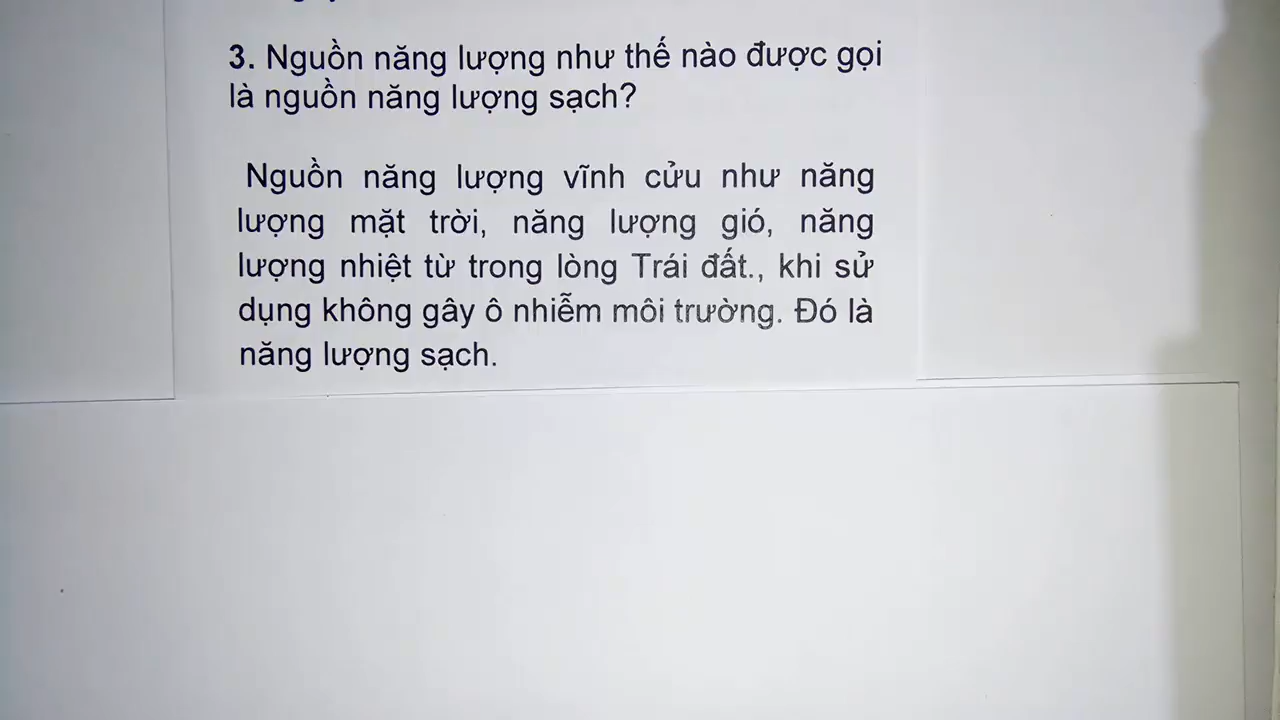 3. Nguồn năng lượng như thế nào được gọi
là nguồn năng lượng sạch?
Nguồn năng lượng vĩnh cửu như năng
lượng mặt trời, năng lượng gió, năng
lượng nhiệt từ trong lòng Trái đất., khi sử
dụng không gây ô nhiễm môi trường. Đó là
năng lượng sạch.